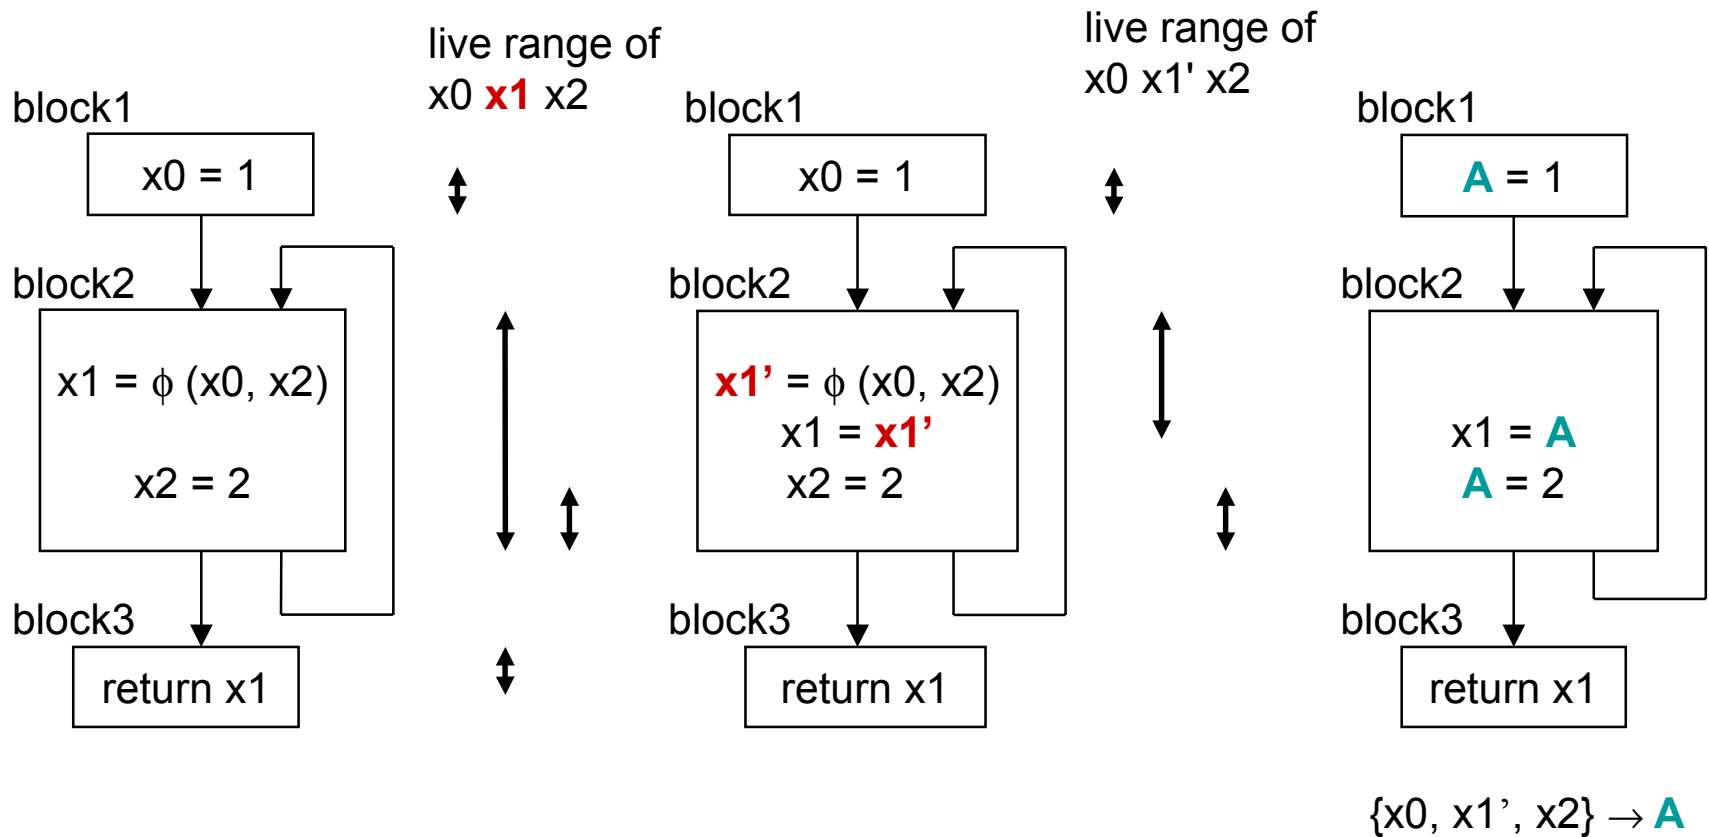 live range of
x0 x1 x2
block1
x0 = 1
block2
x1 = ϕ (x0, x2)
x2 = 2
block3
return x1
live range of
x0 x1' x2
block1
x0 = 1
block2
x1’ = ϕ (x0, x2)
x1 = x1’
x2 = 2
block3
return x1
block1
A = 1
block2
x1 = A
A = 2
block3
return x1
{x0, x1’, x2} → A